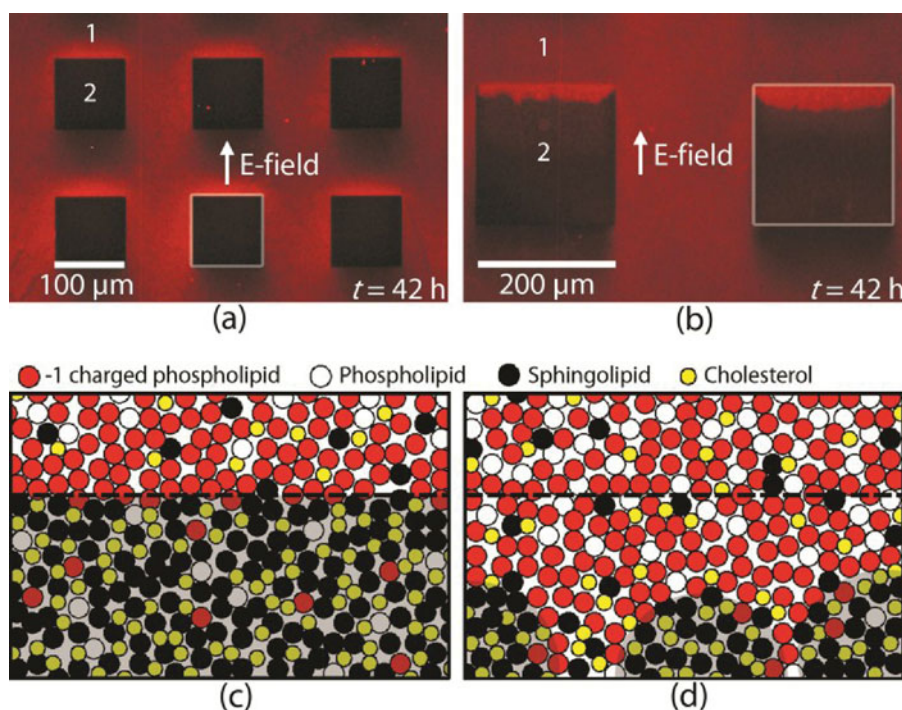 1
2
E-field
100 µm
t = 42 h
(a)
1
2
E-field
200 µm
t = 42 h
(b)
-1 charged phospholipid Phospholipid Sphingolipid Cholesterol
(c)
(d)